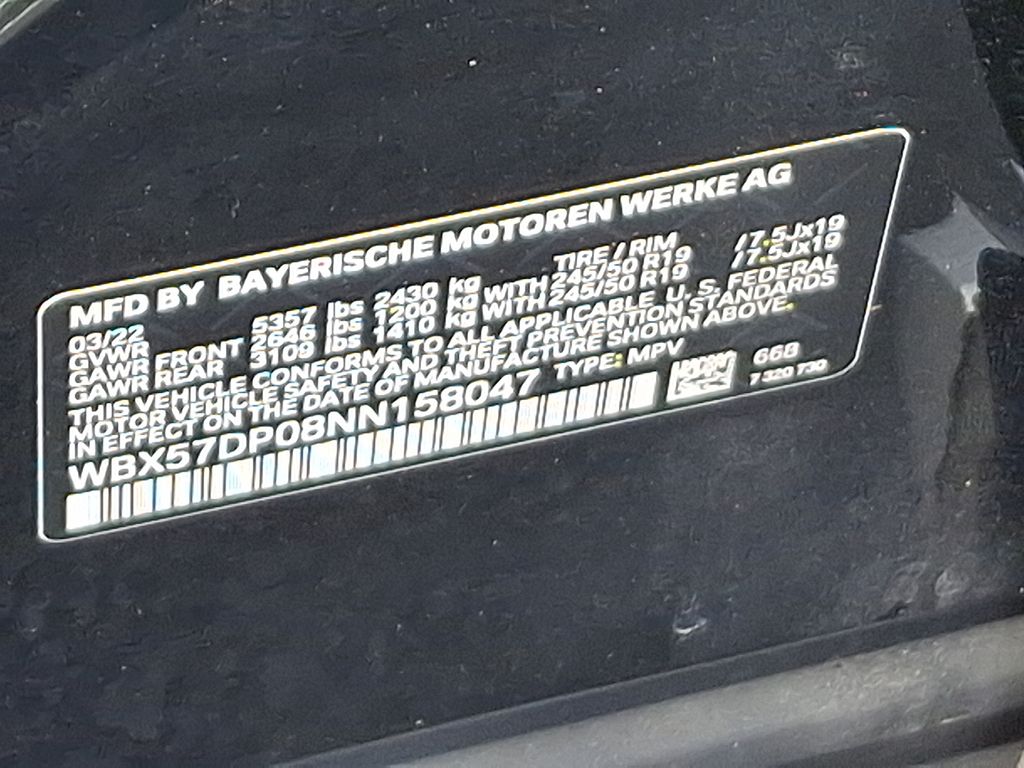 MFD BY BAYERISCHE MOTOREN WERKE AG
03/22 TIRE / RIM
GVWR 5357 lbs 2430 kg
GAWR FRONT 2646 lbs 1200 kg WITH 245/50 R19 /7.5Jx19
GAWR REAR 3109 lbs 1410 kg WITH 245/50 R19 /7.5Jx19
THIS VEHICLE CONFORMS TO ALL APPLICABLE U. S. FEDERAL
MOTOR VEHICLE SAFETY AND THEFT PREVENTION STANDARDS
IN EFFECT ON THE DATE OF MANUFACTURE SHOWN ABOVE.
WBX57DP08NN158047 TYPE: MPV
668
7 320 730